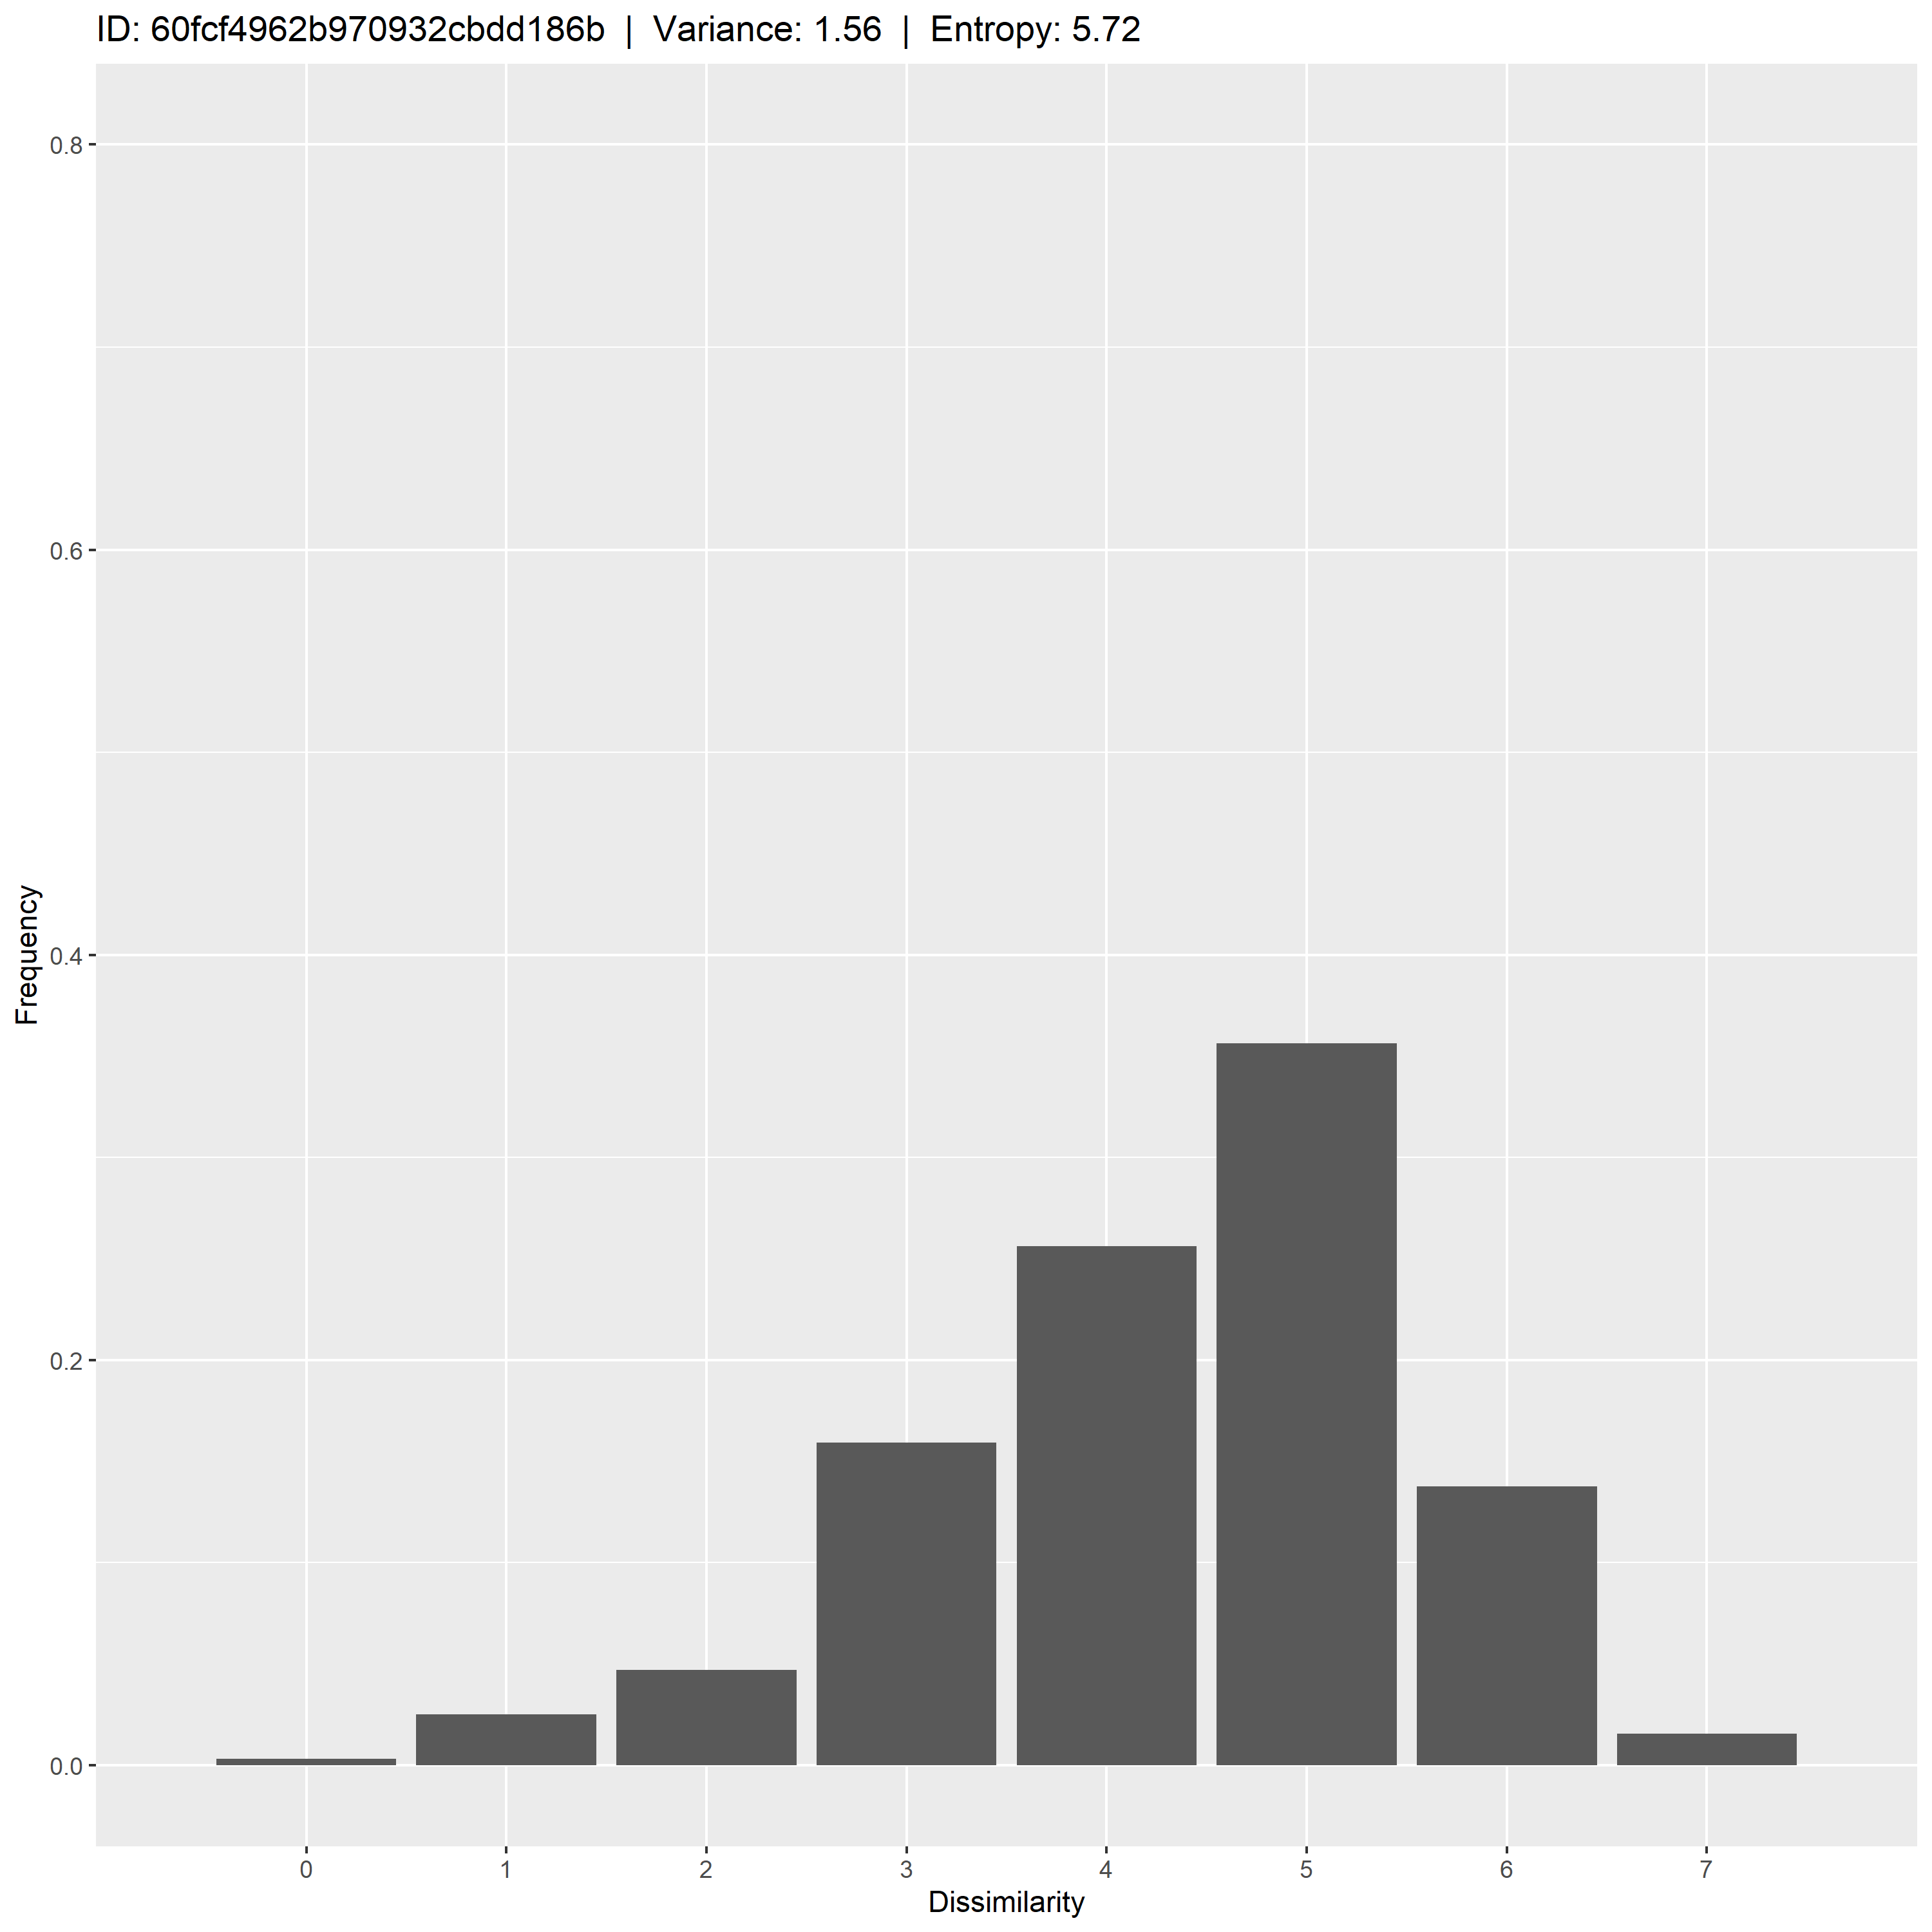 ID: 60fcf4962b970932cbdd186b | Variance: 1.56 | Entropy: 5.72
0.8
0.6
0.4
0.2
0.0
Frequency
0 1 2 3 4 5 6 7
Dissimilarity